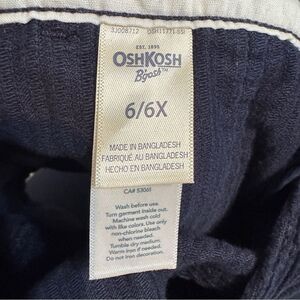 EST. 1895
OSHKOSH
B'gosh™
6/6X
MADE IN BANGLADESH
FABRIQUÉ AU BANGLADESH
HECHO EN BANGLADESH
CA# 53061
Wash before use.
Turn garment inside out.
Machine wash cold
with like colors. Use only
non-chlorine bleach
when needed.
Tumble dry medium.
Warm iron if needed.
Do not iron decoration.